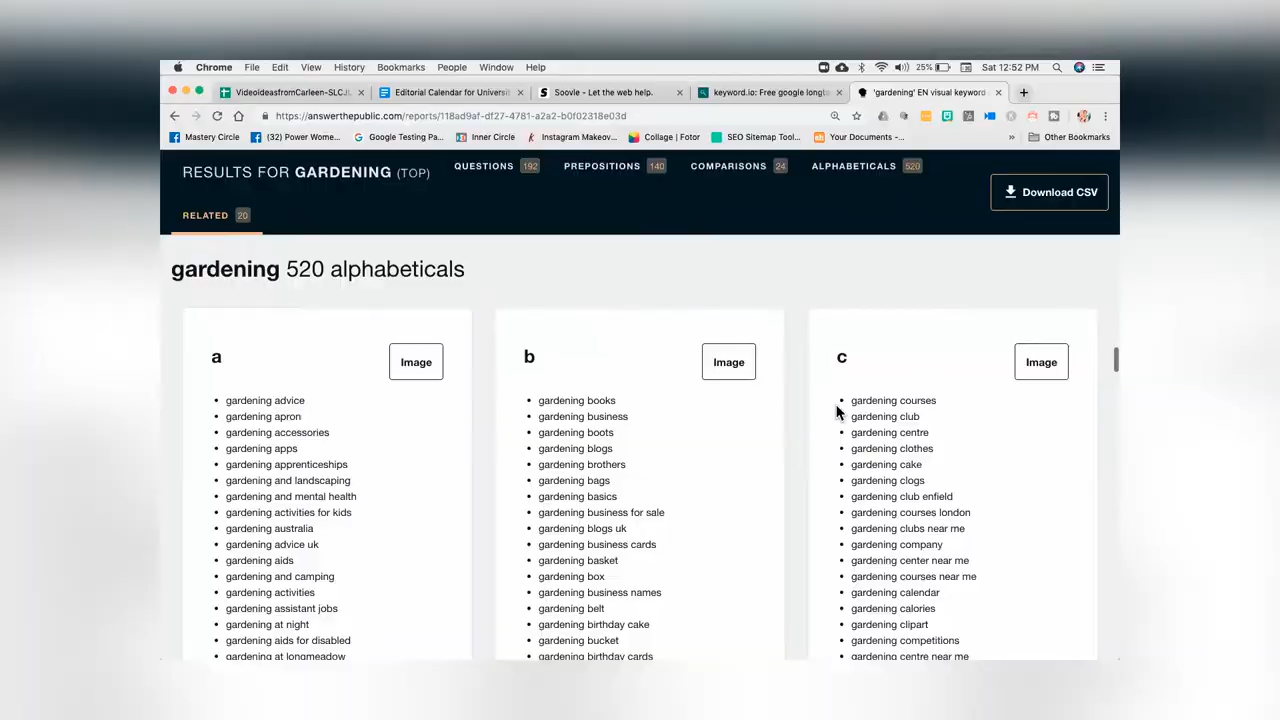 Chrome File Edit View History Bookmarks People Window Help 25% Sat 12:52 PM
VideoIdeasfromCarleen-SLCJ Editorial Calendar for Universi Soovle - Let the web help. keyword.io: Free google longta 'gardening' EN visual keyword
https://answerthepublic.com/reports/118ad9af-df27-4781-a2a2-b0f02318e03d
Mastery Circle (32) Power Wome... Google Testing Pa... Inner Circle Instagram Makeov... Collage | Fotor SEO Sitemap Tool... Your Documents -... » Other Bookmarks
RESULTS FOR GARDENING (TOP) QUESTIONS 192 PREPOSITIONS 140 COMPARISONS 24 ALPHABETICALS 520
Download CSV
RELATED 20
gardening 520 alphabeticals
a
Image
gardening advice
gardening apron
gardening accessories
gardening apps
gardening apprenticeships
gardening and landscaping
gardening and mental health
gardening activities for kids
gardening australia
gardening advice uk
gardening aids
gardening and camping
gardening activities
gardening assistant jobs
gardening at night
gardening aids for disabled
gardening at longmeadow
b
Image
gardening books
gardening business
gardening boots
gardening blogs
gardening brothers
gardening bags
gardening basics
gardening business for sale
gardening blogs uk
gardening business cards
gardening basket
gardening box
gardening business names
gardening belt
gardening birthday cake
gardening bucket
gardening birthday cards
c
Image
gardening courses
gardening club
gardening centre
gardening clothes
gardening cake
gardening clogs
gardening club enfield
gardening courses london
gardening clubs near me
gardening company
gardening center near me
gardening courses near me
gardening calendar
gardening calories
gardening clipart
gardening competitions
gardening centre near me